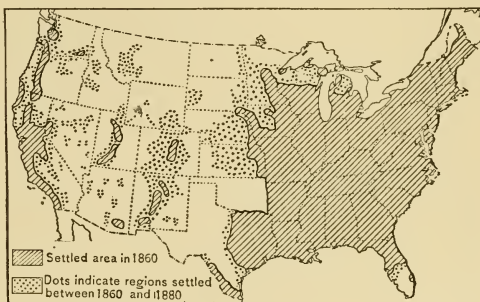 Settled area in 1860
Dots indicate regions settled
between 1860 and 1880